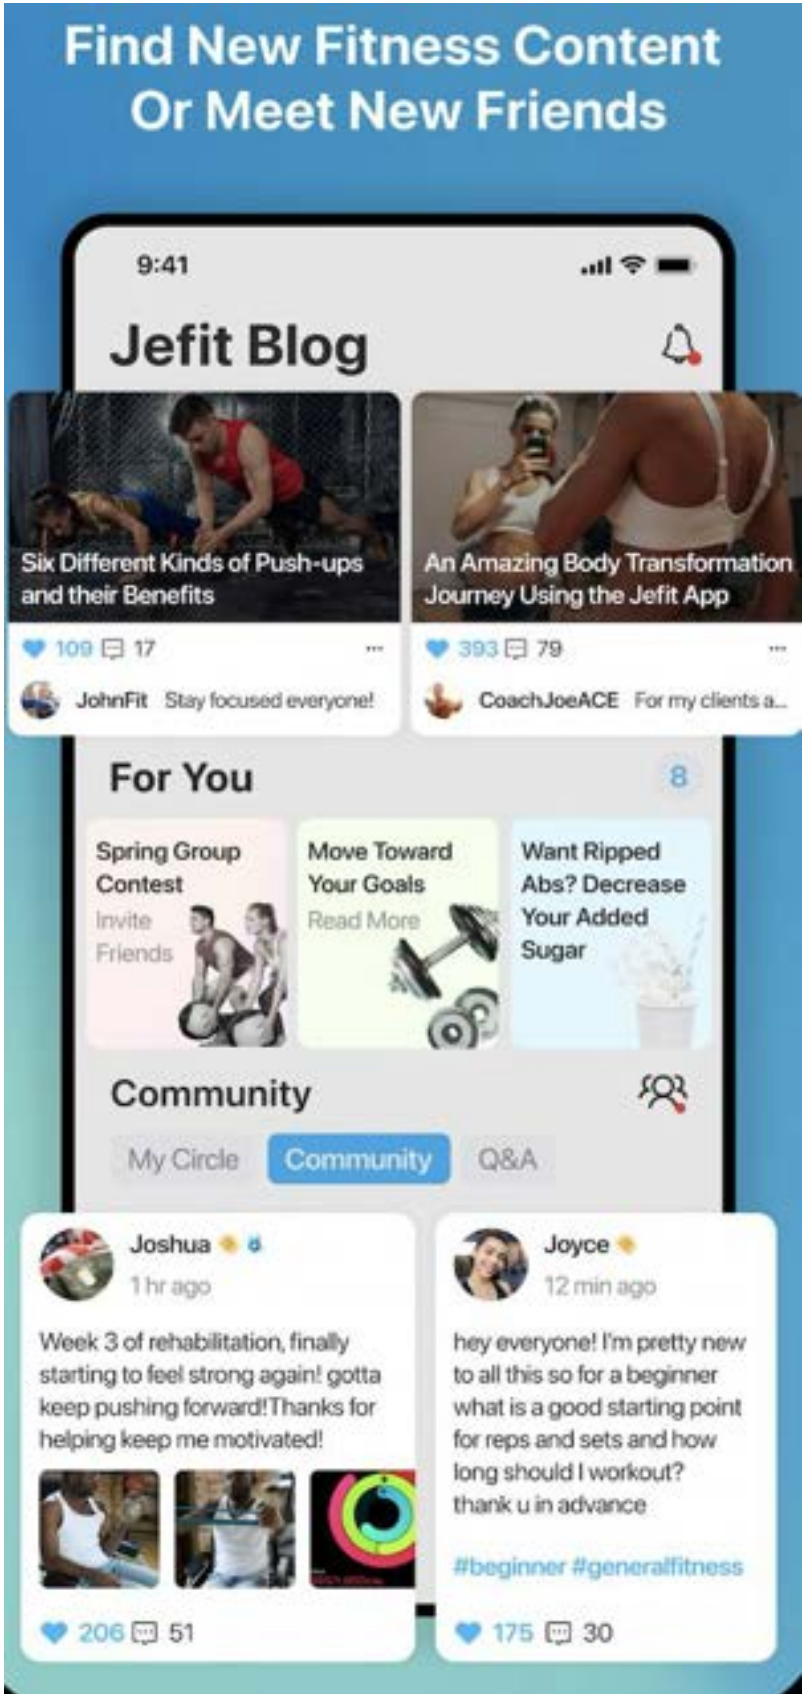 Find New Fitness Content
Or Meet New Friends
9:41
Jefit Blog
Six Different Kinds of Push-ups
and their Benefits
109 17
JohnFit Stay focused everyone!
An Amazing Body Transformation
Journey Using the Jefit App
393 79
CoachJoeACE For my clients a...
For You
8
Spring Group
Contest
Invite
Friends
Move Toward
Your Goals
Read More
Want Ripped
Abs? Decrease
Your Added
Sugar
Community
My Circle
Community
Q&A
Joshua
1 hr ago
Week 3 of rehabilitation, finally
starting to feel strong again! gotta
keep pushing forward!Thanks for
helping keep me motivated!
206 51
Joyce
12 min ago
hey everyone! I'm pretty new
to all this so for a beginner
what is a good starting point
for reps and sets and how
long should I workout?
thank u in advance
#beginner #generalfitness
175 30